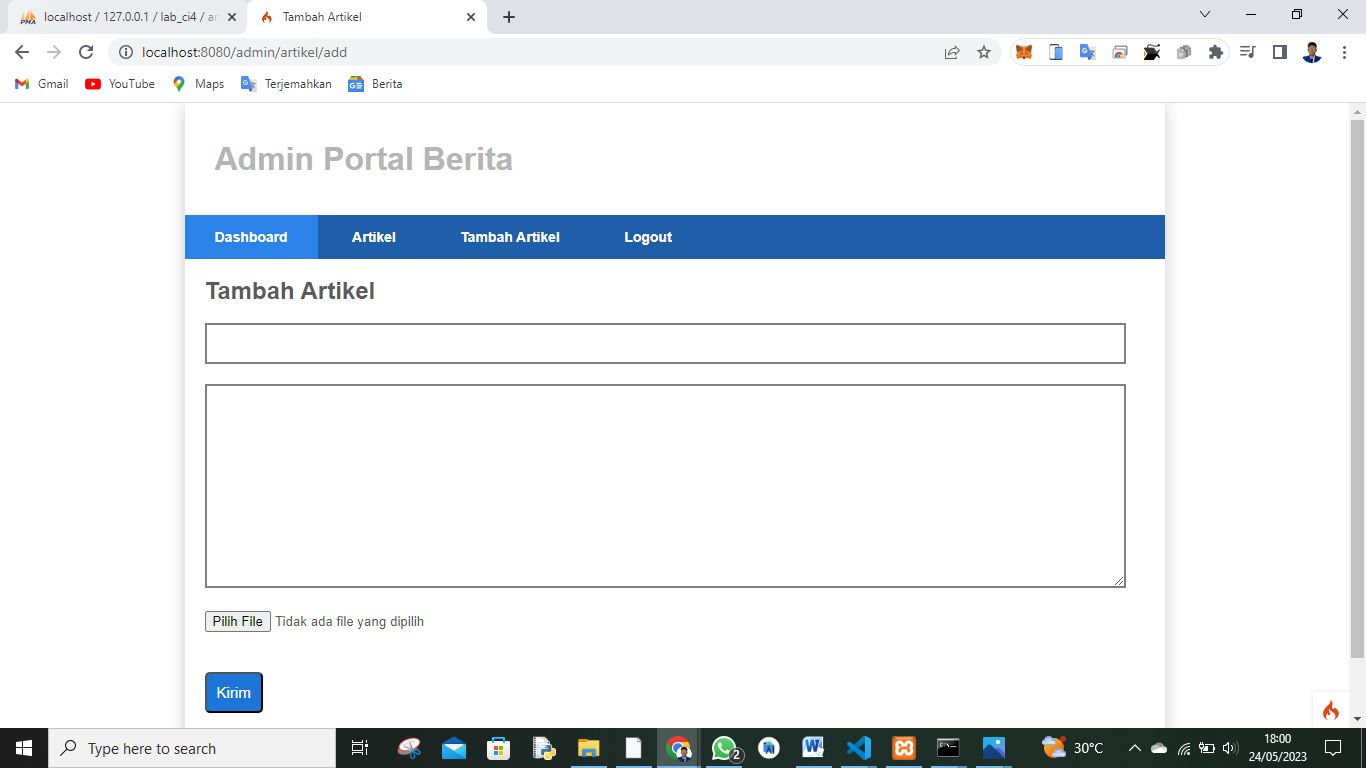 PMA localhost / 127.0.0.1 / lab_ci4 / ar
Tambah Artikel
localhost:8080/admin/artikel/add
Gmail YouTube Maps Terjemahkan Berita
Admin Portal Berita
Dashboard Artikel Tambah Artikel Logout
Tambah Artikel
Pilih File Tidak ada file yang dipilih
Kirim
Type here to search
2
30°C
18:00
24/05/2023